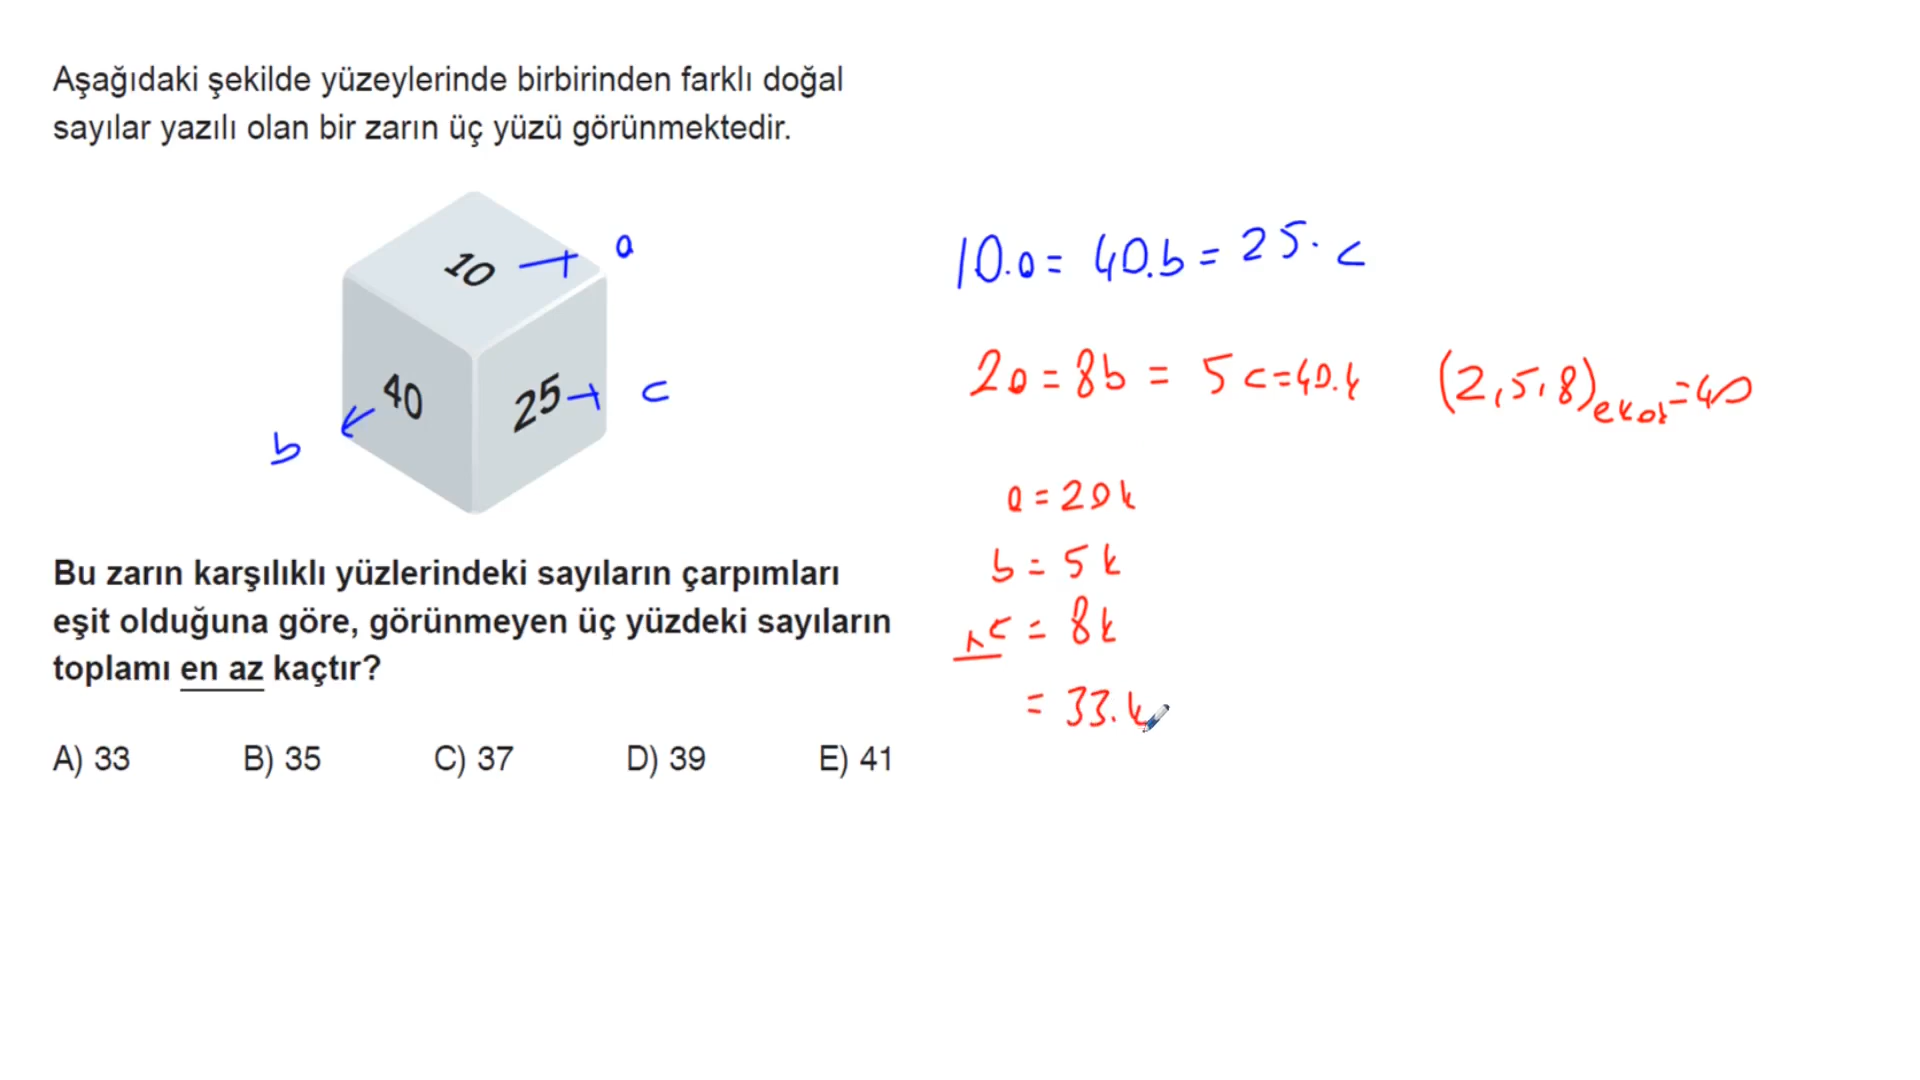 Aşağıdaki şekilde yüzeylerinde birbirinden farklı doğal
sayılar yazılı olan bir zarın üç yüzü görünmektedir.
10
a
40
25
c
b
Bu zarın karşılıklı yüzlerindeki sayıların çarpımları
eşit olduğuna göre, görünmeyen üç yüzdeki sayıların
toplamı en az kaçtır?
A) 33 B) 35 C) 37 D) 39 E) 41
10.a = 40.b = 25.c
2a = 8b = 5c = 40.k (2,5,8)ekok = 40
a = 20k
b = 5k
+ c = 8k
= 33.k